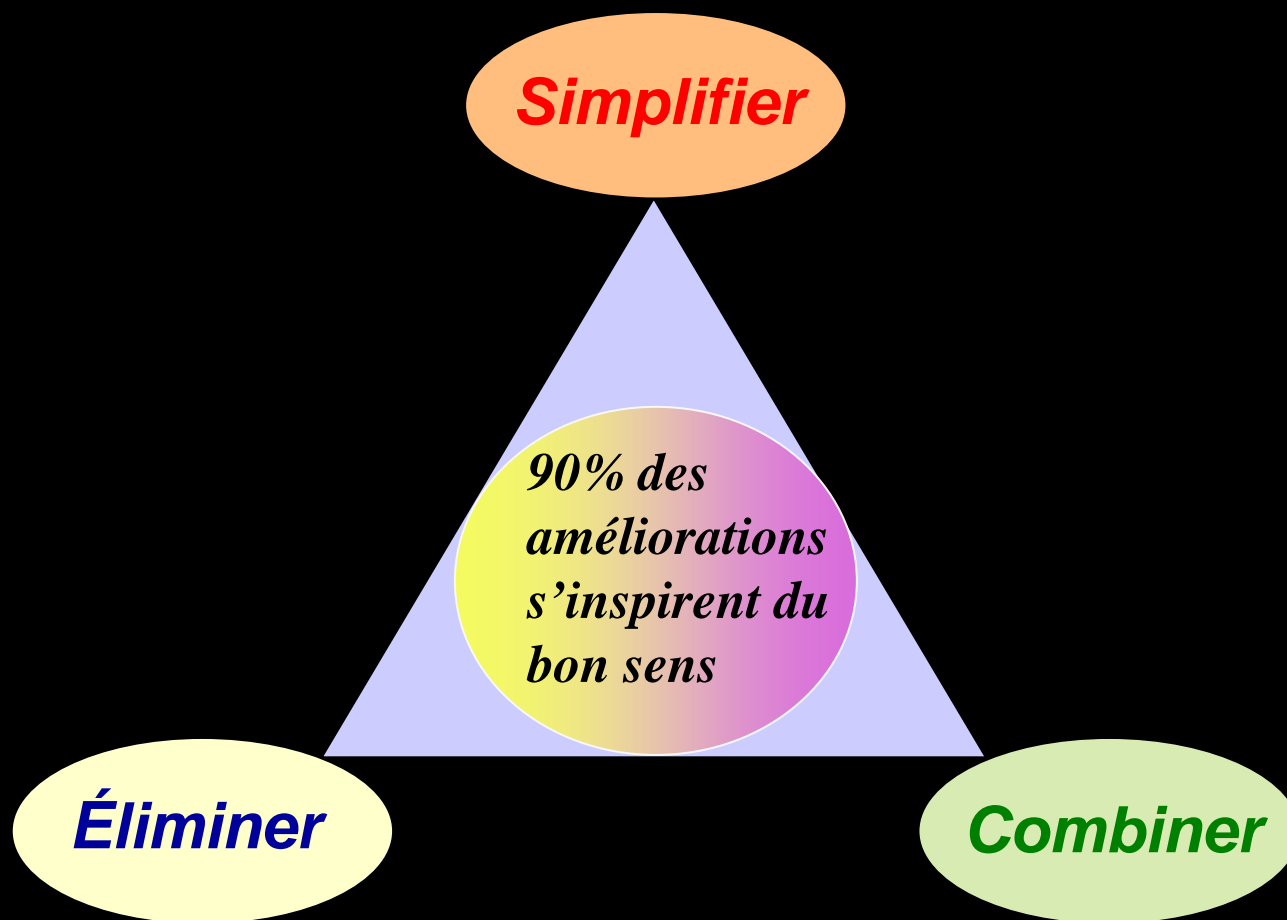 Simplifier
90% des
améliorations
s’inspirent du
bon sens
Éliminer
Combiner